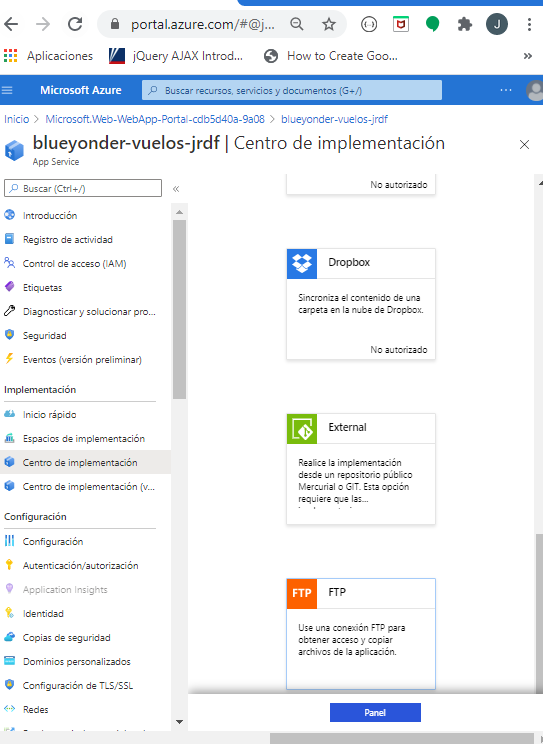 portal.azure.com/#@j...
J
Aplicaciones
jQuery AJAX Introd...
How to Create Goo...
»
Microsoft Azure
Buscar recursos, servicios y documentos (G+/)
...
Inicio > Microsoft.Web-WebApp-Portal-cdb5d40a-9a08 > blueyonder-vuelos-jrdf
blueyonder-vuelos-jrdf | Centro de implementación
App Service
Buscar (Ctrl+/)
«
Introducción
Registro de actividad
Control de acceso (IAM)
Etiquetas
Diagnosticar y solucionar pro...
Seguridad
Eventos (versión preliminar)
Implementación
Inicio rápido
Espacios de implementación
Centro de implementación
Centro de implementación (v...
Configuración
Configuración
Autenticación/autorización
Application Insights
Identidad
Copias de seguridad
Dominios personalizados
Configuración de TLS/SSL
Redes
No autorizado
Dropbox
Sincroniza el contenido de una
carpeta en la nube de Dropbox.
No autorizado
External
Realice la implementación
desde un repositorio público
Mercurial o GIT. Esta opción
requiere que las...
FTP
FTP
Use una conexión FTP para
obtener acceso y copiar
archivos de la aplicación.
Panel